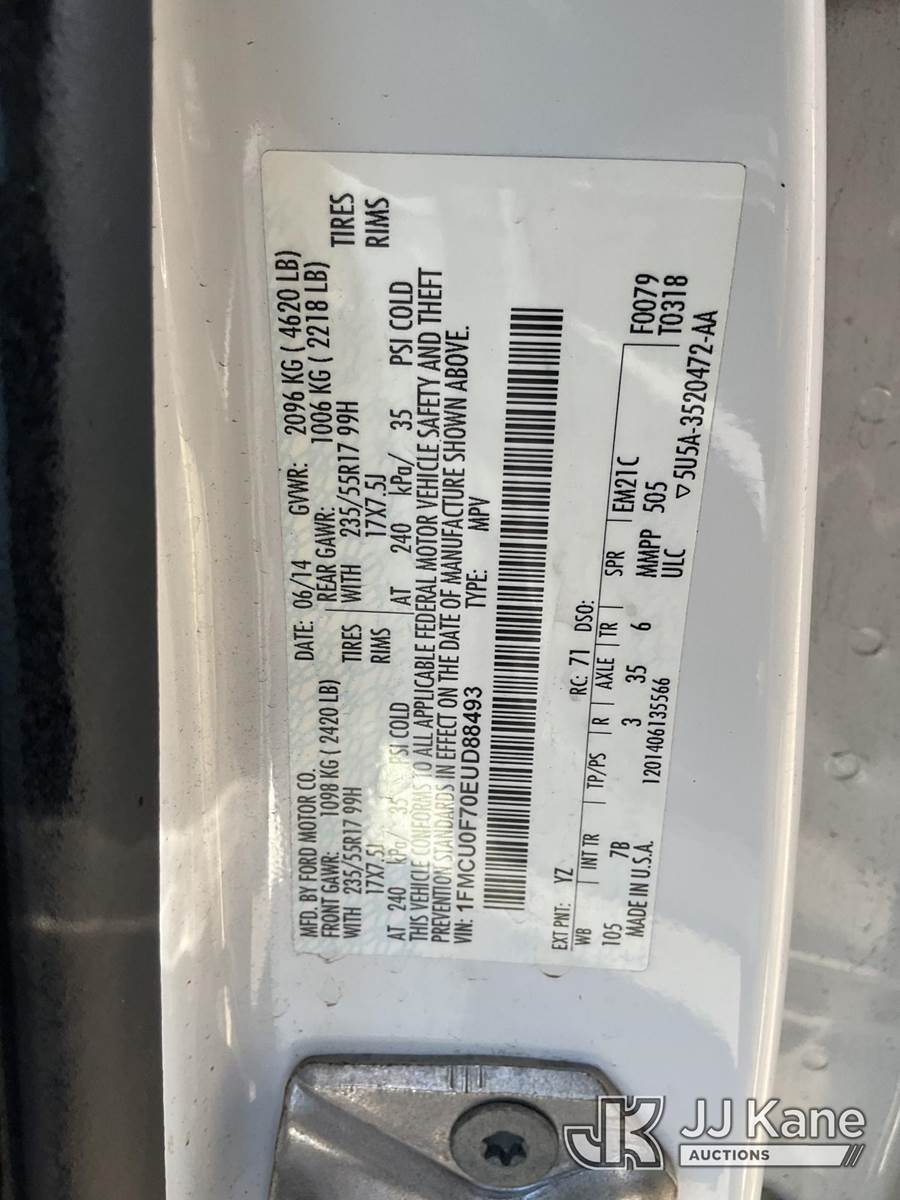 MFD. BY FORD MOTOR CO.
DATE: 06/14 GVWR: 2096 KG ( 4620 LB)
FRONT GAWR: 1098 KG ( 2420 LB)
REAR GAWR: 1006 KG ( 2218 LB)
WITH 235/55R17 99H TIRES
WITH 235/55R17 99H TIRES
17X7.5J RIMS
17X7.5J RIMS
AT 240 kPa/ 35 PSI COLD
AT 240 kPa/ 35 PSI COLD
THIS VEHICLE CONFORMS TO ALL APPLICABLE FEDERAL MOTOR VEHICLE SAFETY AND THEFT
PREVENTION STANDARDS IN EFFECT ON THE DATE OF MANUFACTURE SHOWN ABOVE.
VIN: 1FMCU0F70EUD88493 TYPE: MPV
EXT PNT: YZ RC: 71 DSO:
WB INT TR TP/PS R AXLE TR SPR EM21C F0079
105 7B 3 35 6 MMPP 505 T0318
MADE IN U.S.A. 1201406135566 ULC ▽5U5A-3520472-AA
JK JJ Kane
AUCTIONS